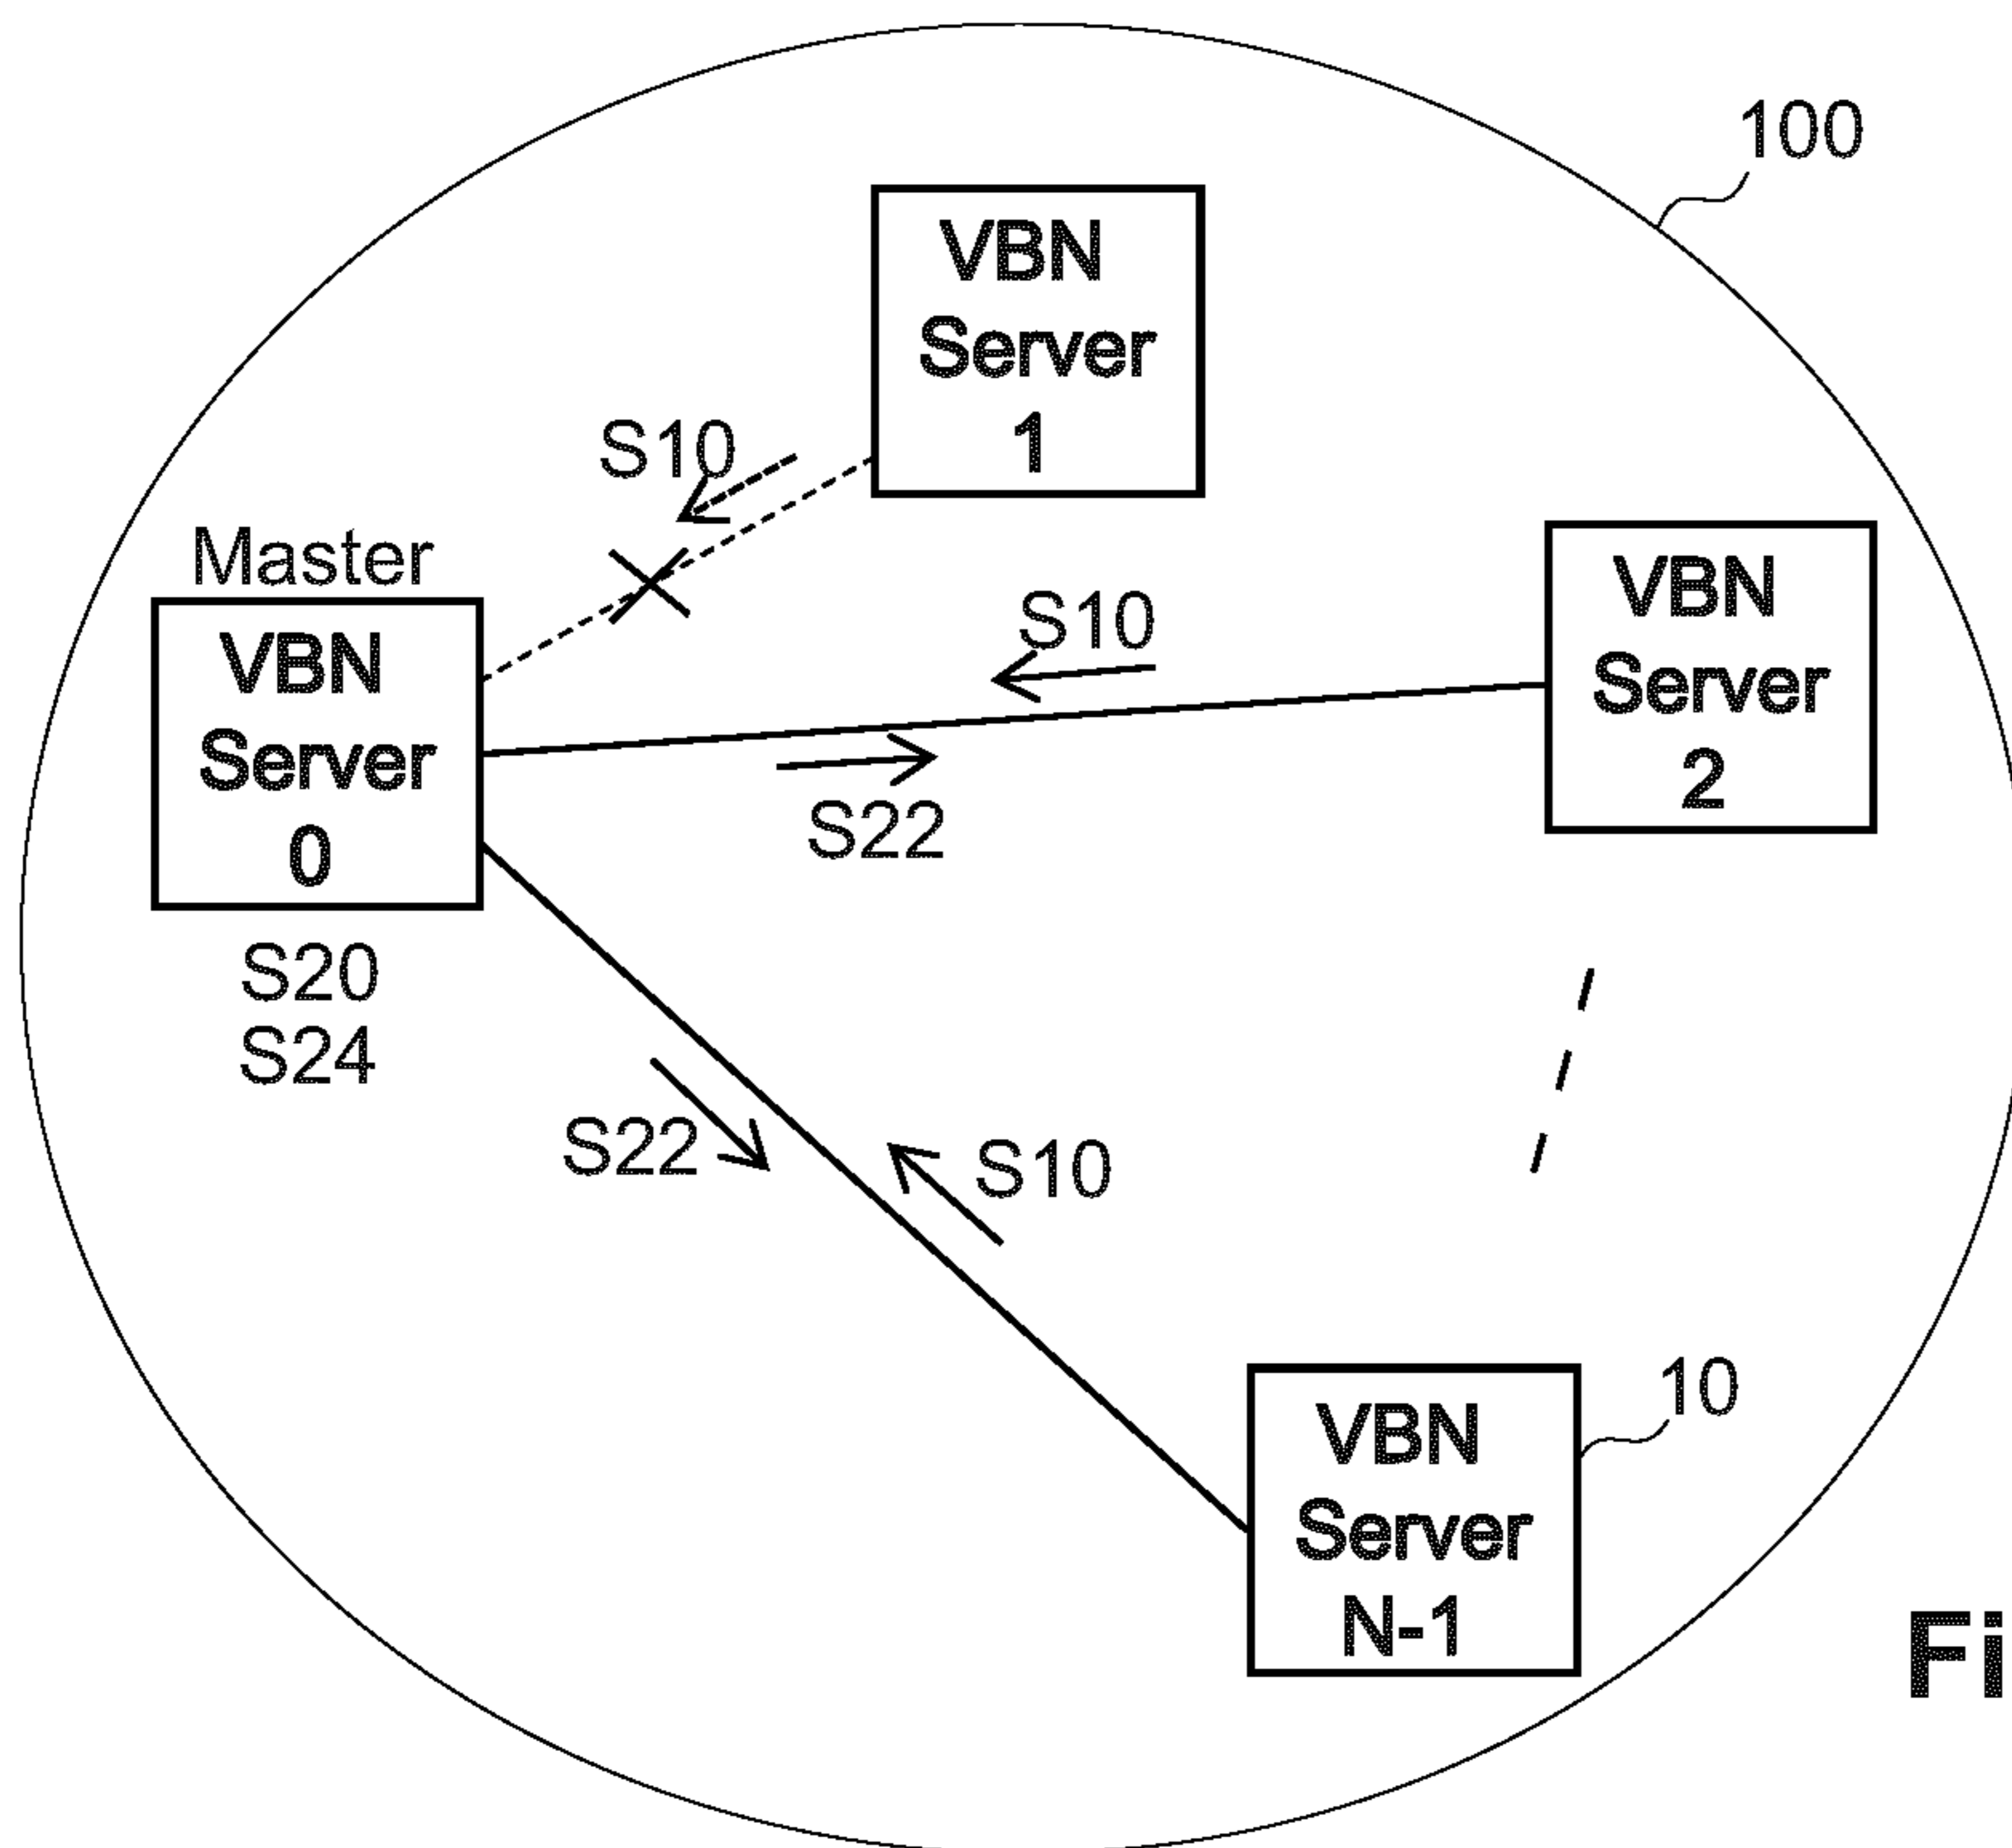 100
VBN
Server
1
S10
Master
VBN
Server
0
S10
VBN
Server
2
S22
S20
S24
S22
S10
10
VBN
Server
N-1
Fi